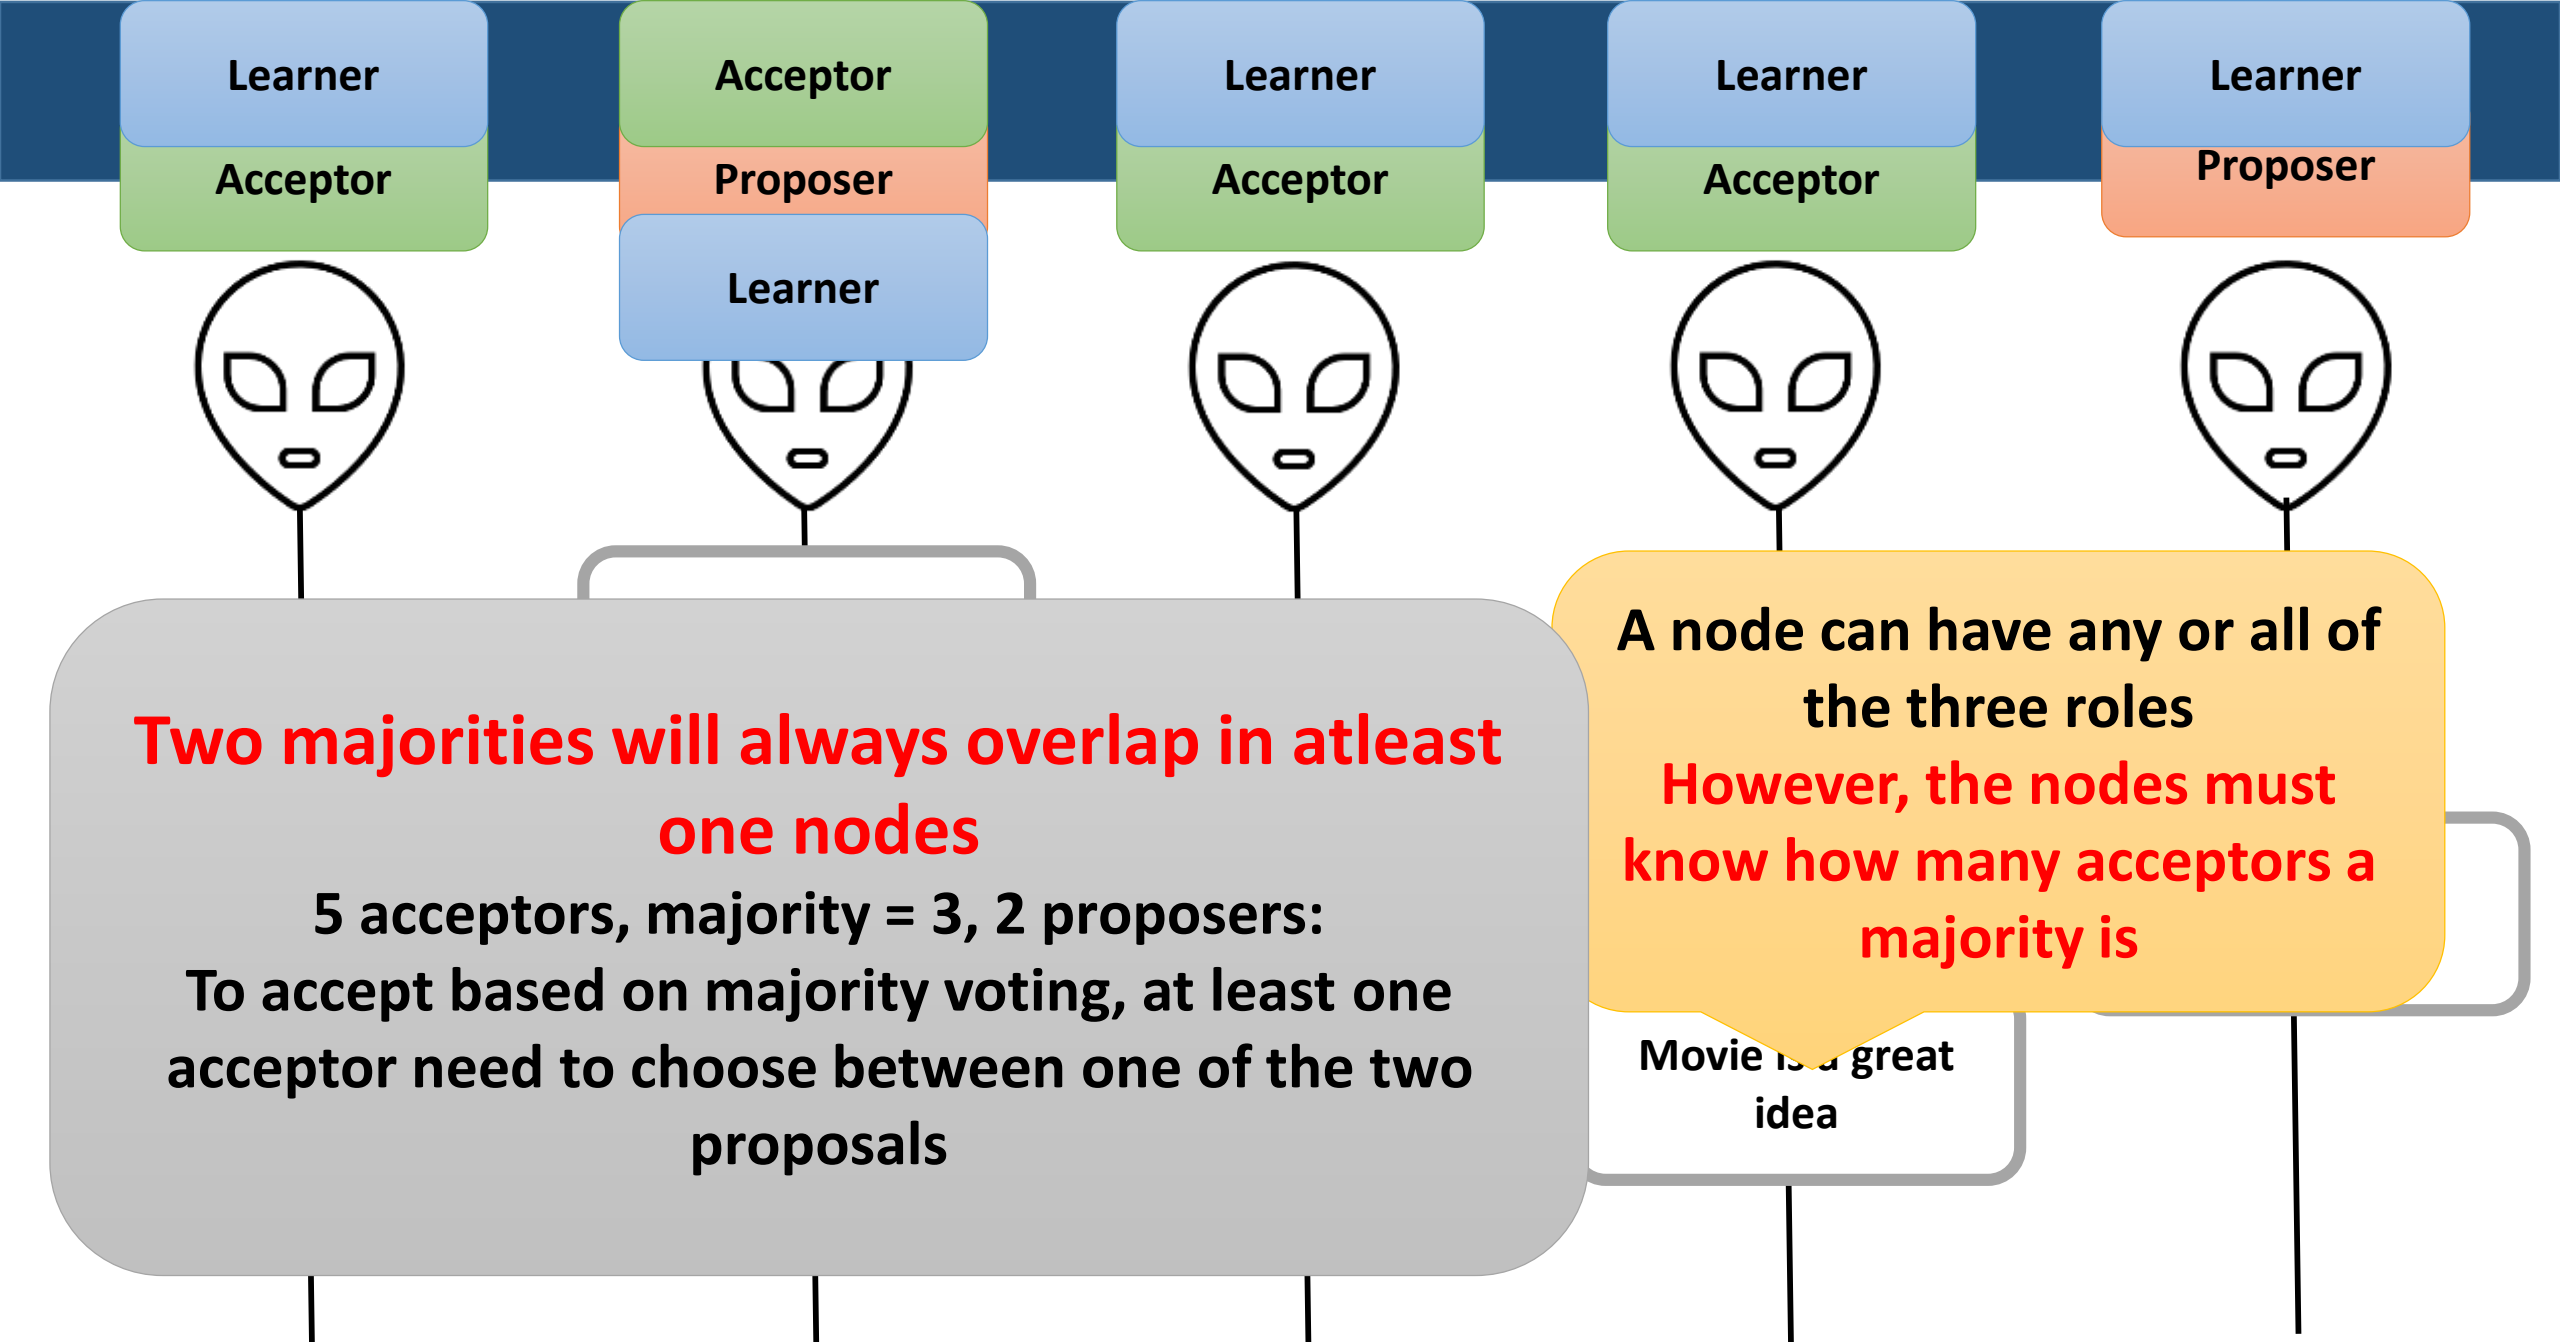 Learner
Acceptor
Acceptor
Proposer
Learner
Learner
Acceptor
Learner
Acceptor
Learner
Proposer
Two majorities will always overlap in atleast
one nodes
5 acceptors, majority = 3, 2 proposers:
To accept based on majority voting, at least one
acceptor need to choose between one of the two
proposals
A node can have any or all of
the three roles
However, the nodes must
know how many acceptors a
majority is
Movie is a great
idea